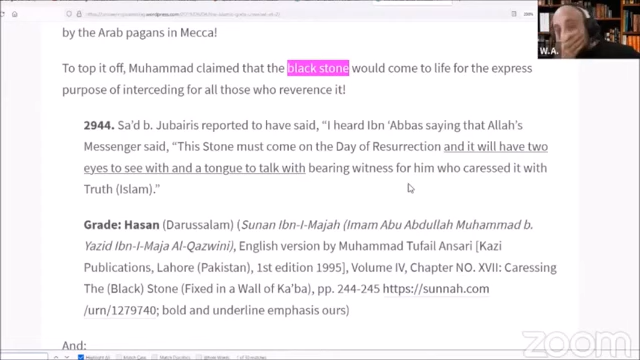 by the Arab pagans in Mecca!
To top it off, Muhammad claimed that the black stone would come to life for the express
purpose of interceding for all those who reverence it!
2944. Sa’d b. Jubairis reported to have said, “I heard Ibn ‘Abbas saying that Allah’s
Messenger said, “This Stone must come on the Day of Resurrection and it will have two
eyes to see with and a tongue to talk with bearing witness for him who caressed it with
Truth (Islam).”
Grade: Hasan (Darussalam) (Sunan Ibn-I-Majah (Imam Abu Abdullah Muhammad b.
Yazid Ibn-I-Maja Al-Qazwini), English version by Muhammad Tufail Ansari [Kazi
Publications, Lahore (Pakistan), 1st edition 1995], Volume IV, Chapter NO. XVII: Caressing The
(Black) Stone (Fixed in a Wall of Ka’ba), pp. 244-245 https://sunnah.com
/urn/1279740; bold and underline emphasis ours)
And:
W.A.
zoom